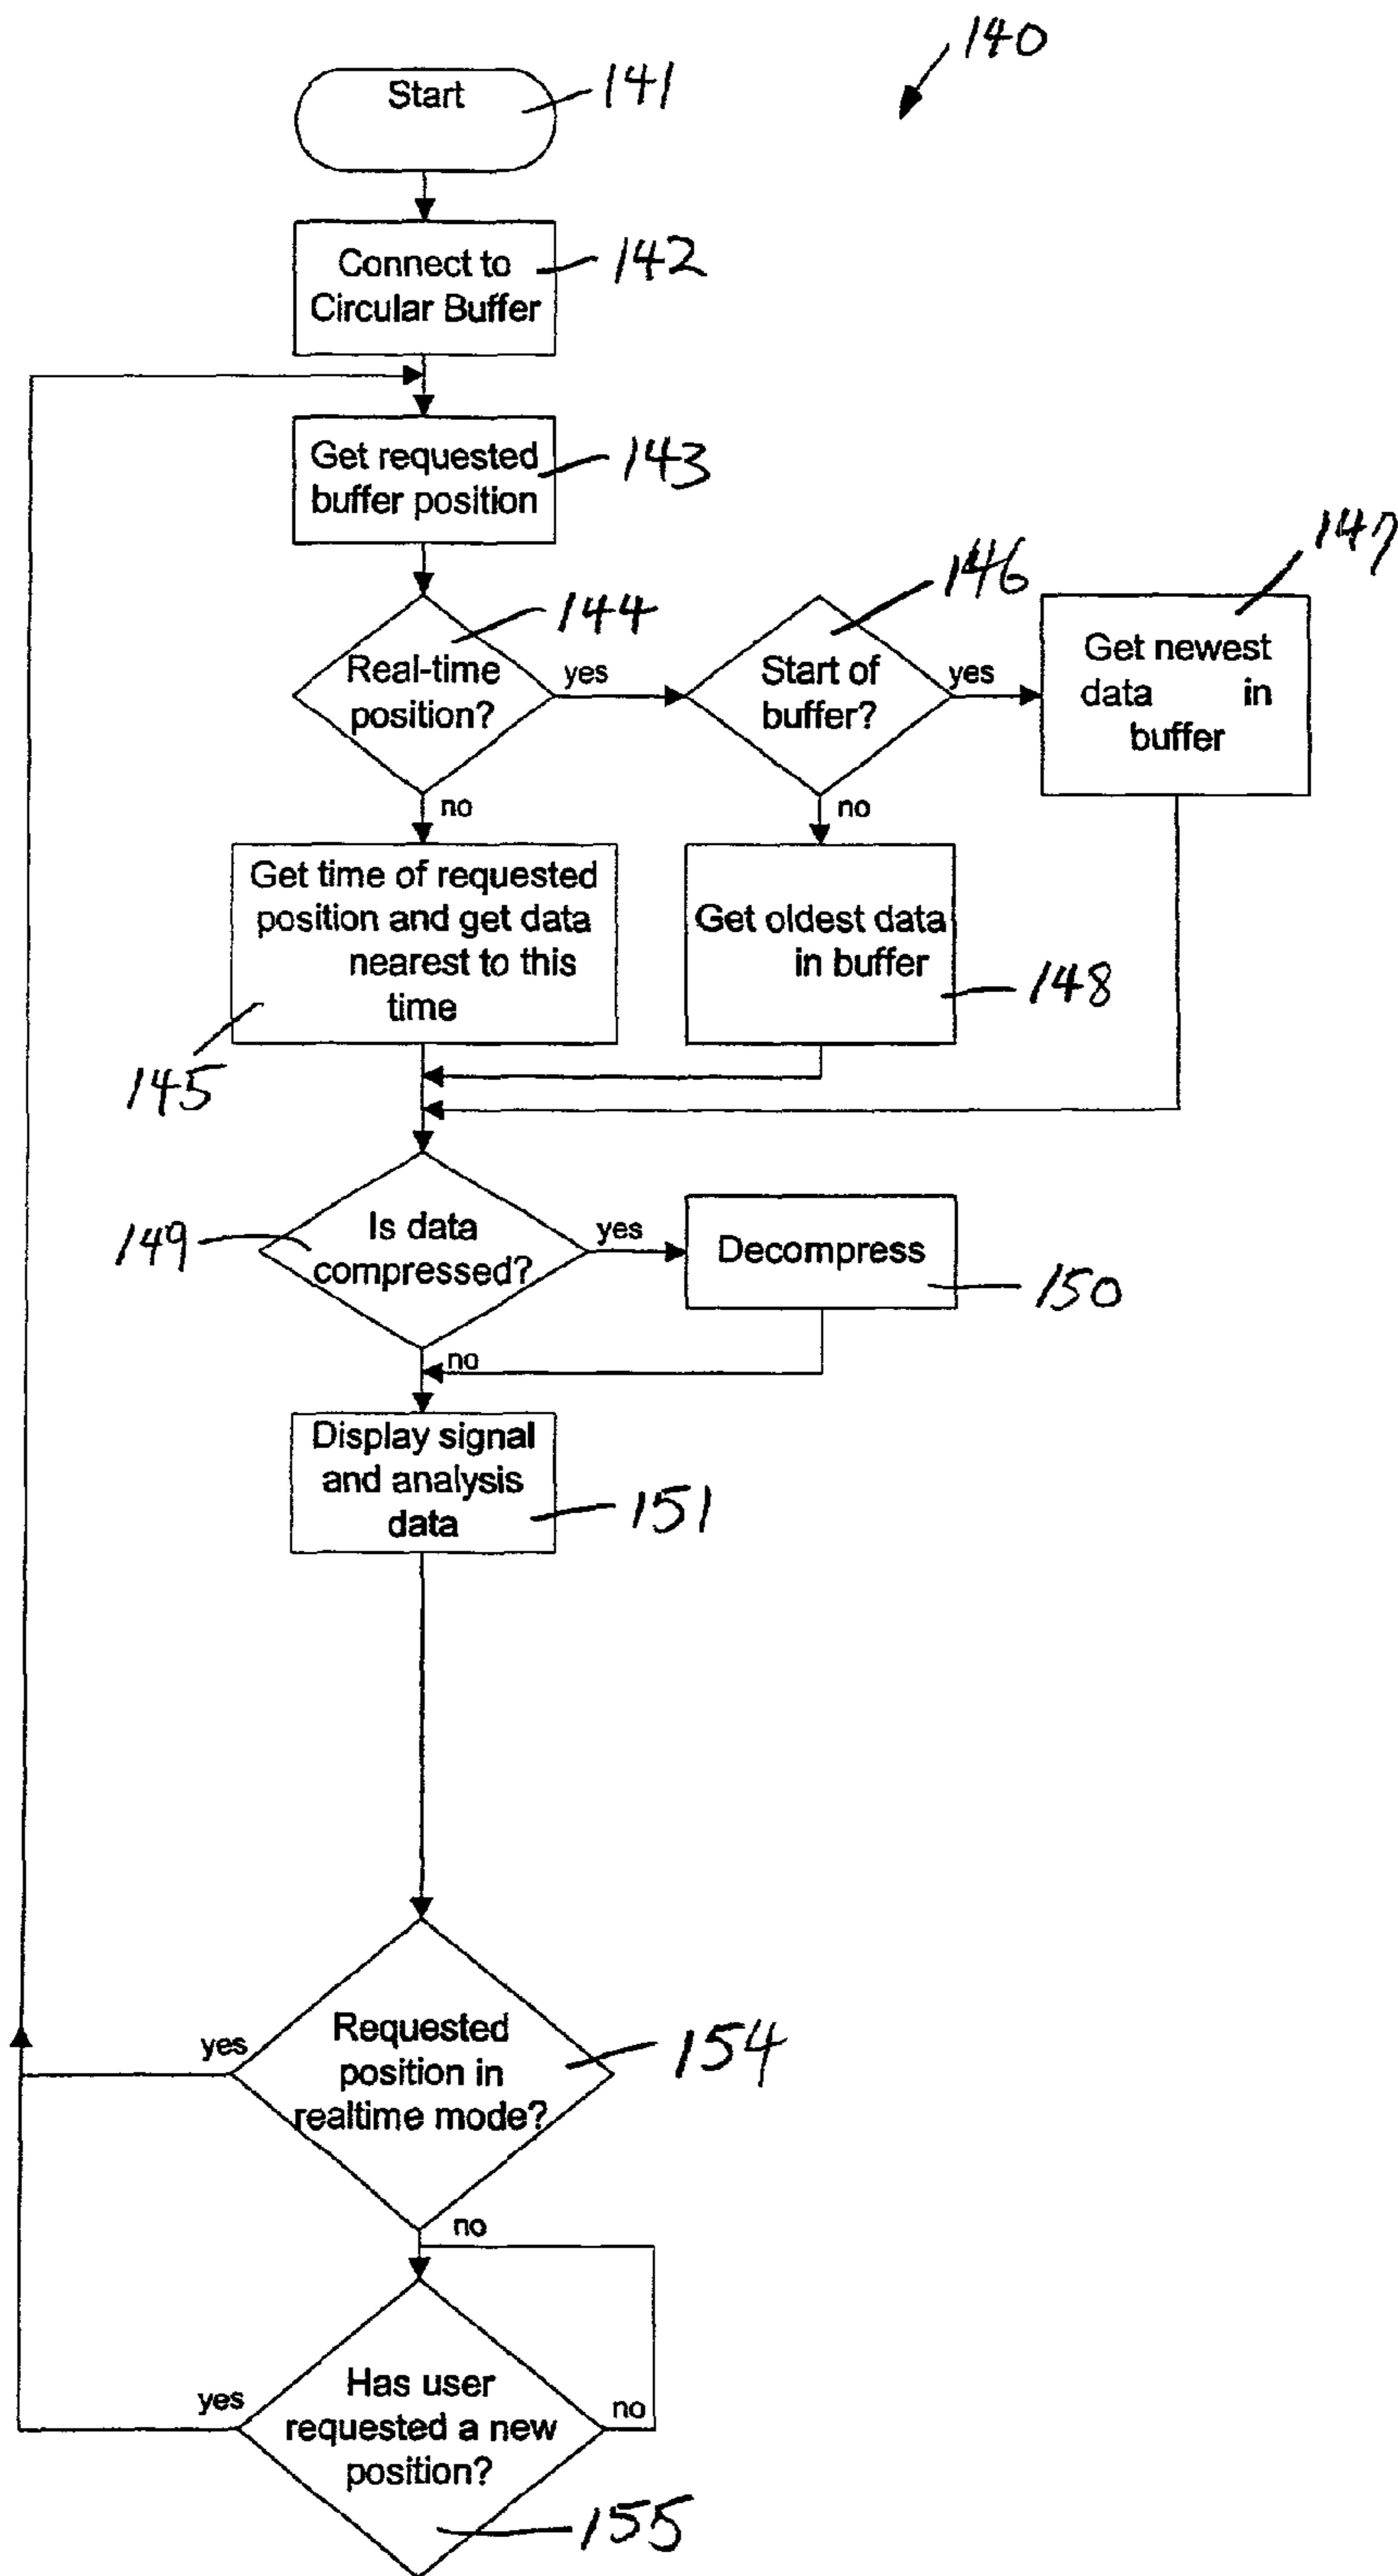 140
Start
141
Connect to
Circular Buffer
142
Get requested
buffer position
143
Real-time
position?
144
yes
no
Start of
buffer?
146
yes
no
Get newest
data in
buffer
147
Get time of requested
position and get data
nearest to this
time
145
Get oldest data
in buffer
148
Is data
compressed?
149
yes
no
Decompress
150
Display signal
and analysis
data
151
Requested
position in
realtime mode?
154
yes
no
Has user
requested a new
position?
155
yes
no